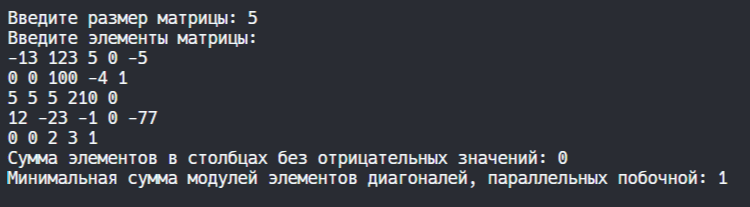 Введите размер матрицы: 5
Введите элементы матрицы:
-13 123 5 0 -5
0 0 100 -4 1
5 5 5 210 0
12 -23 -1 0 -77
0 0 2 3 1
Сумма элементов в столбцах без отрицательных значений: 0
Минимальная сумма модулей элементов диагоналей, параллельных побочной: 1